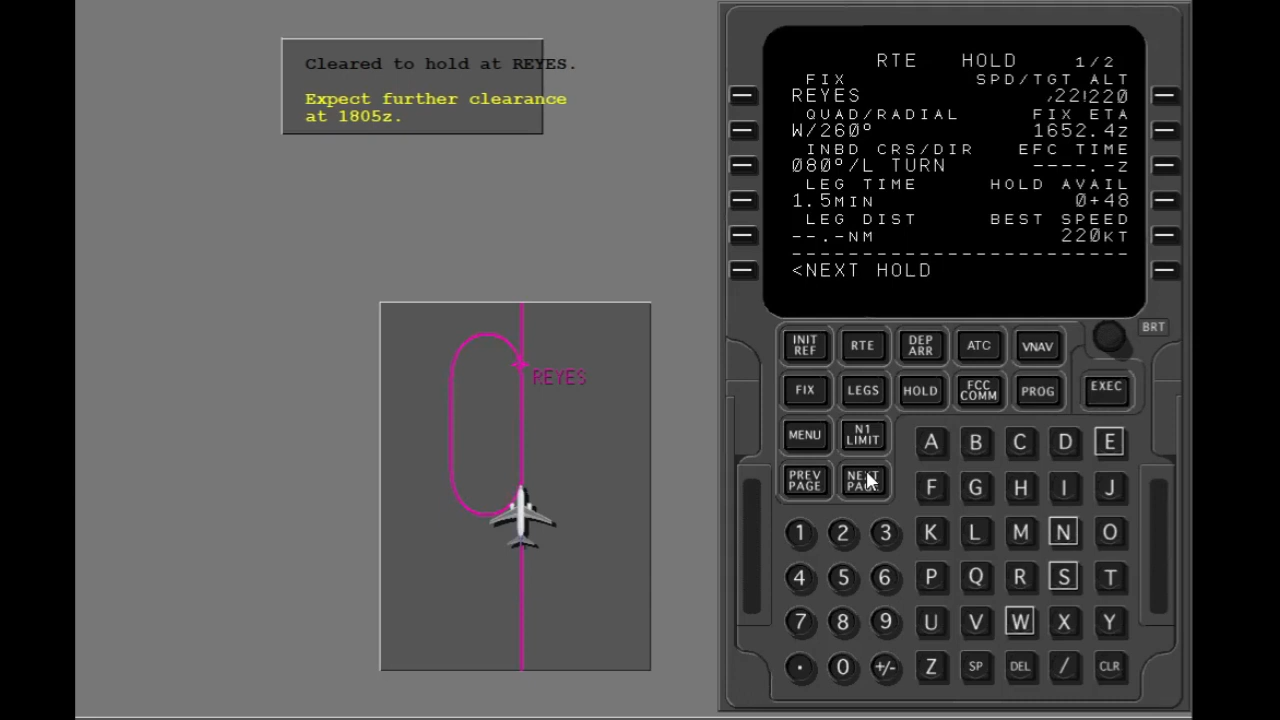 Cleared to hold at REYES.
Expect further clearance
at 1805z.
REYES
RTE HOLD 1/2
FIX SPD/TGT ALT
REYES
QUAD/RADIAL FIX ETA
W/260° 1652.4z
INBD CRS/DIR EFC TIME
080°/L TURN ----.-z
LEG TIME HOLD AVAIL
1.5MIN 0+48
LEG DIST BEST SPEED
--.-NM 220KT
--------------------------------
<NEXT HOLD
BRT
INIT
REF
RTE
DEP
ARR
ATC
VNAV
FIX
LEGS
HOLD
FCC
COMM
PROG
EXEC
MENU
N1
LIMIT
PREV
PAGE
NEXT
PAGE
A B C D E
F G H I J
1 2 3 K L M N O
4 5 6 P Q R S T
7 8 9 U V W X Y
. 0 +/- Z SP DEL / CLR